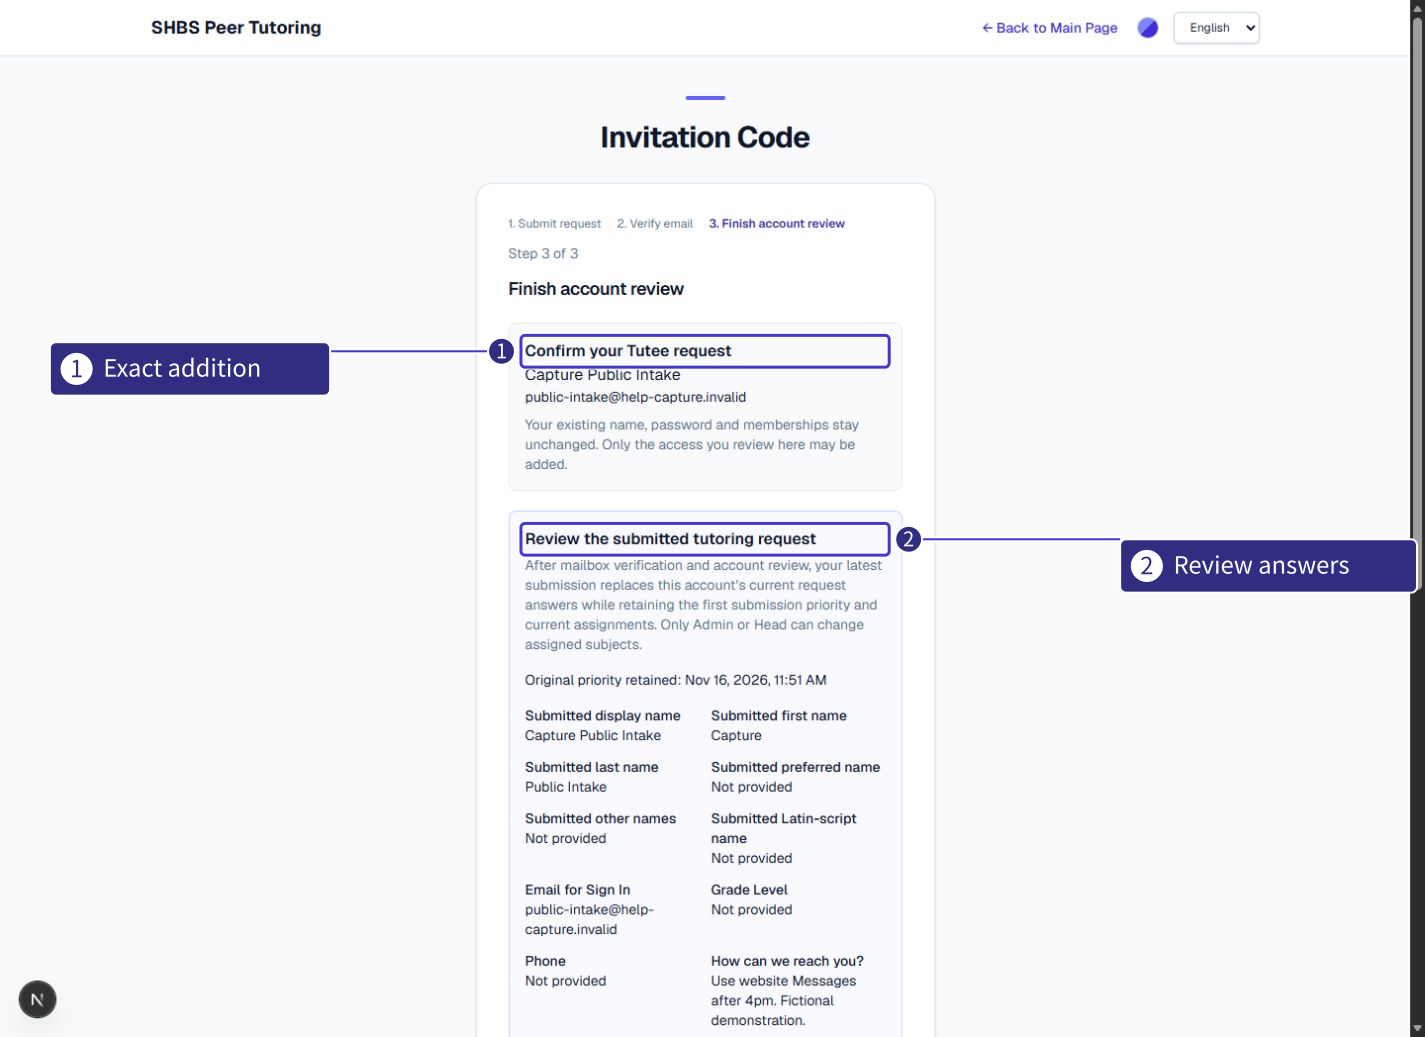 SHBS Peer Tutoring
← Back to Main Page
English
Invitation Code
1. Submit request 2. Verify email 3. Finish account review
Step 3 of 3
Finish account review
1 Exact addition
1
Confirm your Tutee request
Capture Public Intake
public-intake@help-capture.invalid
Your existing name, password and memberships stay
unchanged. Only the access you review here may be
added.
Review the submitted tutoring request
2
2 Review answers
After mailbox verification and account review, your latest
submission replaces this account's current request
answers while retaining the first submission priority and
current assignments. Only Admin or Head can change
assigned subjects.
Original priority retained: Nov 16, 2026, 11:51 AM
Submitted display name
Capture Public Intake
Submitted first name
Capture
Submitted last name
Public Intake
Submitted preferred name
Not provided
Submitted other names
Not provided
Submitted Latin-script
name
Not provided
Email for Sign In
public-intake@help-
capture.invalid
Grade Level
Not provided
Phone
Not provided
How can we reach you?
Use website Messages
after 4pm. Fictional
demonstration.
N